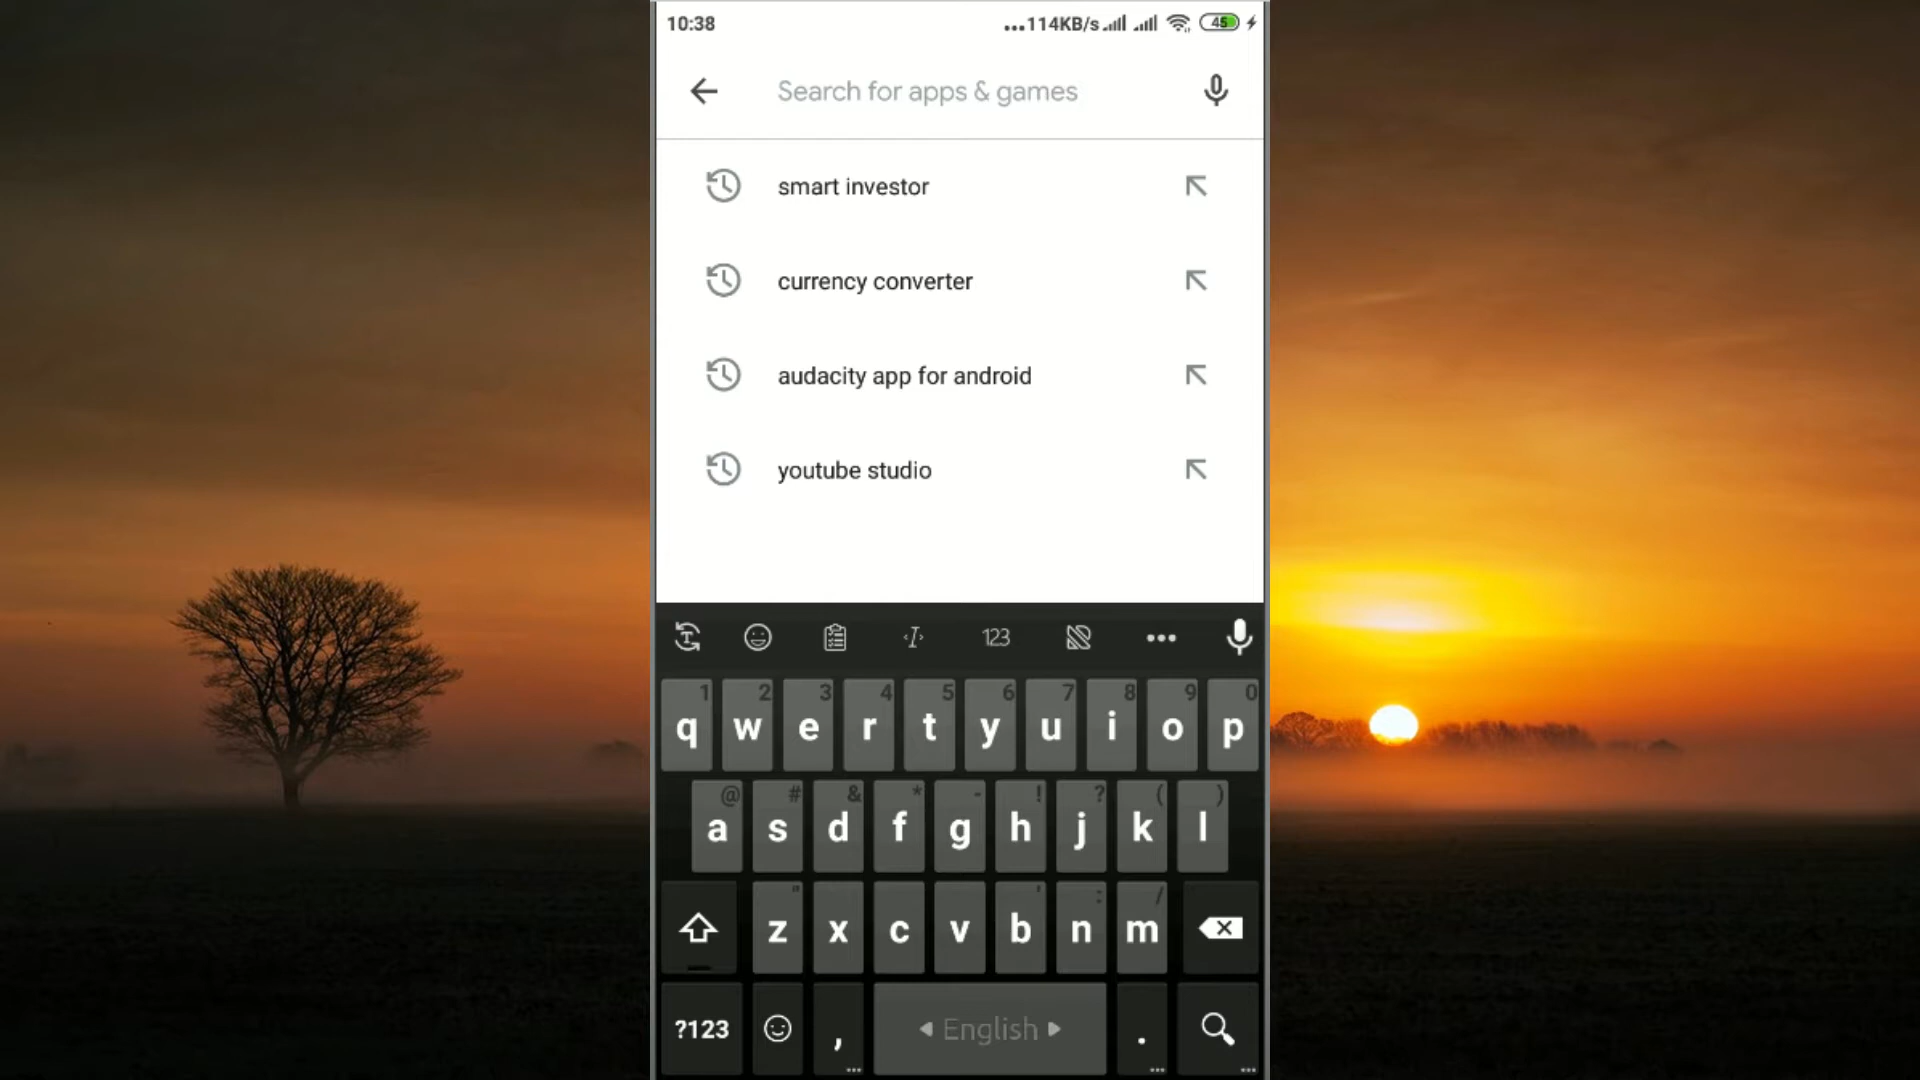 10:38 ...114KB/s 45
Search for apps & games
smart investor
currency converter
audacity app for android
youtube studio
123
1 2 3 4 5 6 7 8 9 0
q w e r t y u i o p
@ # & * - ! ? ( )
a s d f g h j k l
" ' : /
z x c v b n m
?123 , English .